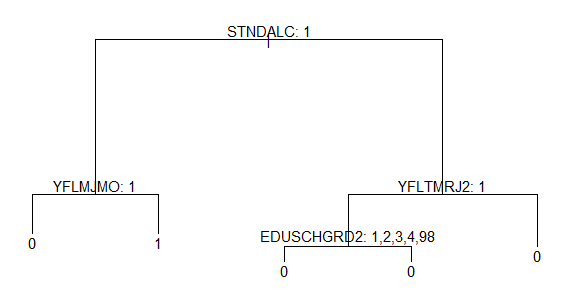 STNDALC: 1
YFLMJMO: 1
YFLTMRJ2: 1
EDUSCHGRD2: 1,2,3,4,98
0
1
0
0
0